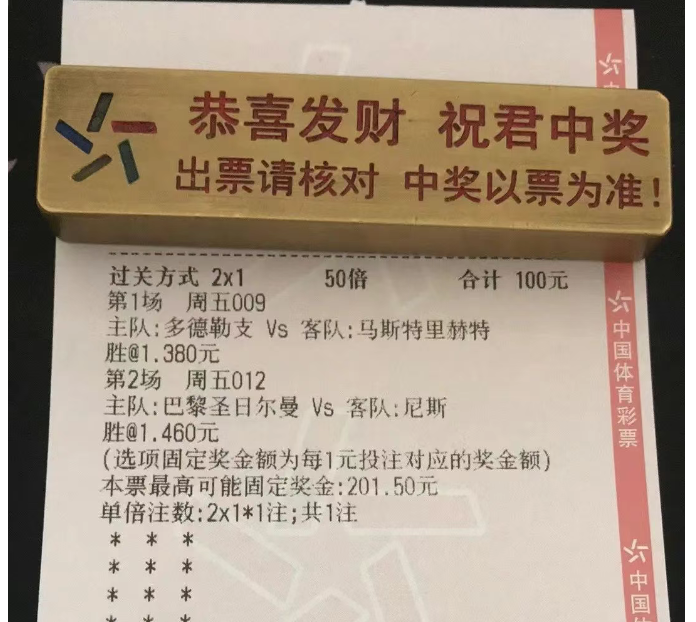 恭喜发财 祝君中奖
出票请核对 中奖以票为准!
过关方式 2x1 50倍 合计 100元
第1场 周五009
主队:多德勒支 Vs 客队:马斯特里赫特
胜@1.380元
第2场 周五012
主队:巴黎圣日尔曼 Vs 客队:尼斯
胜@1.460元
(选项固定奖金额为每1元投注对应的奖金额)
本票最高可能固定奖金:201.50元
单倍注数:2x1*1注;共1注
* * *
* * *
* * *
* * *
中国体育彩票
中国体